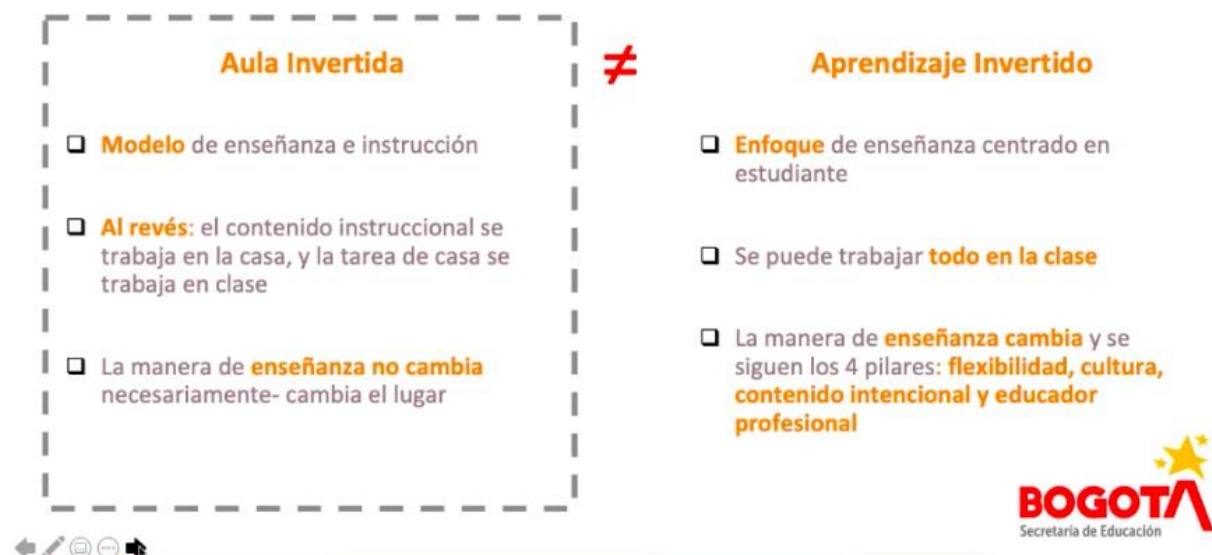 Aula Invertida
≠
Aprendizaje Invertido
❑ Modelo de enseñanza e instrucción
❑ Al revés: el contenido instruccional se
trabaja en la casa, y la tarea de casa se
trabaja en clase
❑ La manera de enseñanza no cambia
necesariamente- cambia el lugar
❑ Enfoque de enseñanza centrado en
estudiante
❑ Se puede trabajar todo en la clase
❑ La manera de enseñanza cambia y se
siguen los 4 pilares: flexibilidad, cultura,
contenido intencional y educador
profesional
BOGOTÁ
Secretaría de Educación